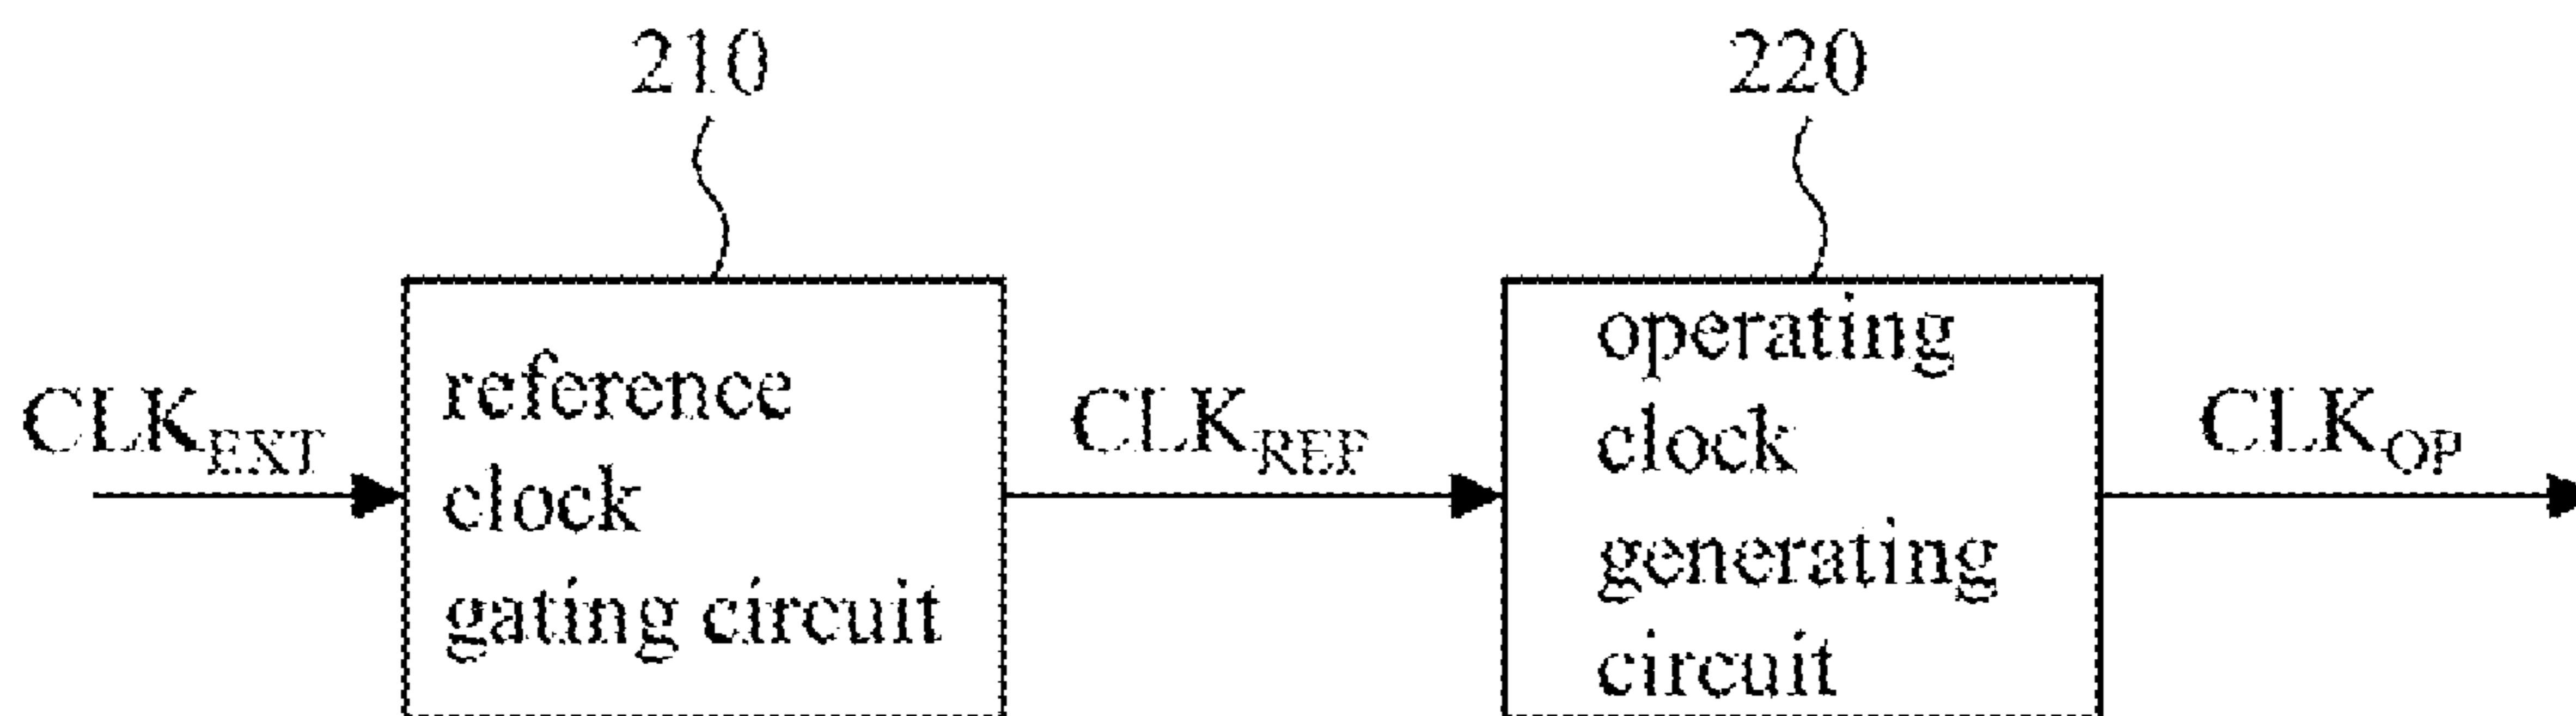 210
220
CLK_EXT
reference
clock
gating circuit
CLK_REF
operating
clock
generating
circuit
CLK_OP